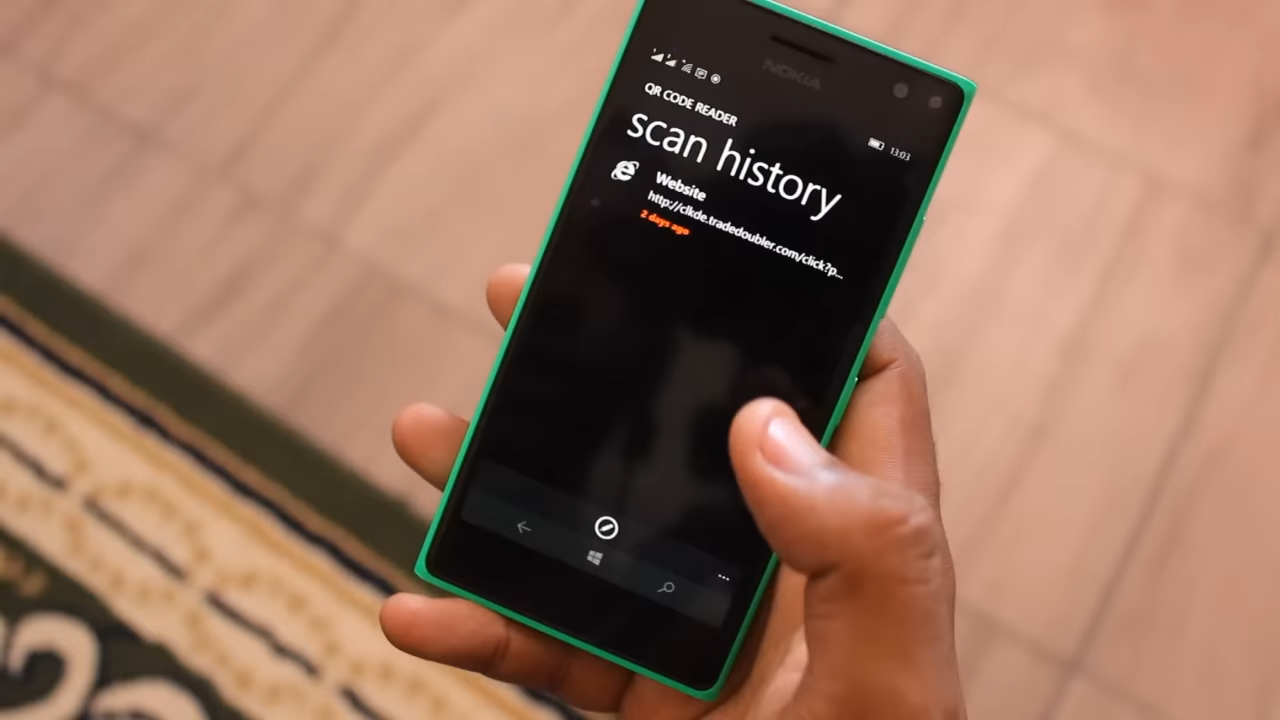 NOKIA
QR CODE READER
13:03
scan history
Website
http://clkde.tradedoubler.com/click?p...
2 days ago